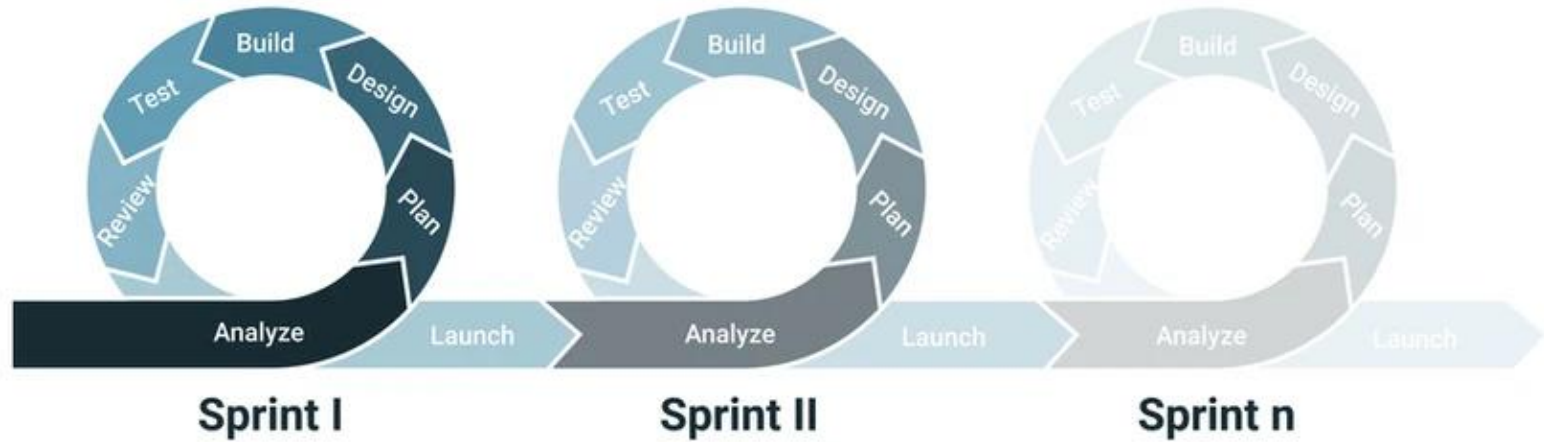 Build
Test
Design
Review
Plan
Analyze
Launch
Sprint I
Build
Test
Design
Review
Plan
Analyze
Launch
Sprint II
Build
Test
Design
Review
Plan
Analyze
Launch
Sprint n